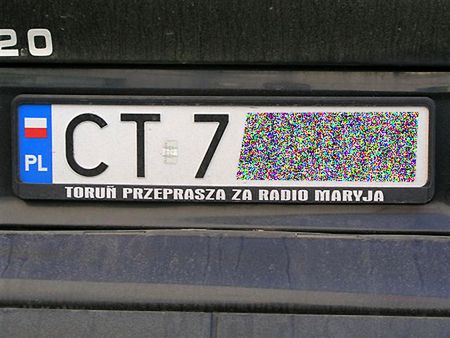 20
PL CT 7
TORUŃ PRZEPRASZA ZA RADIO MARYJA